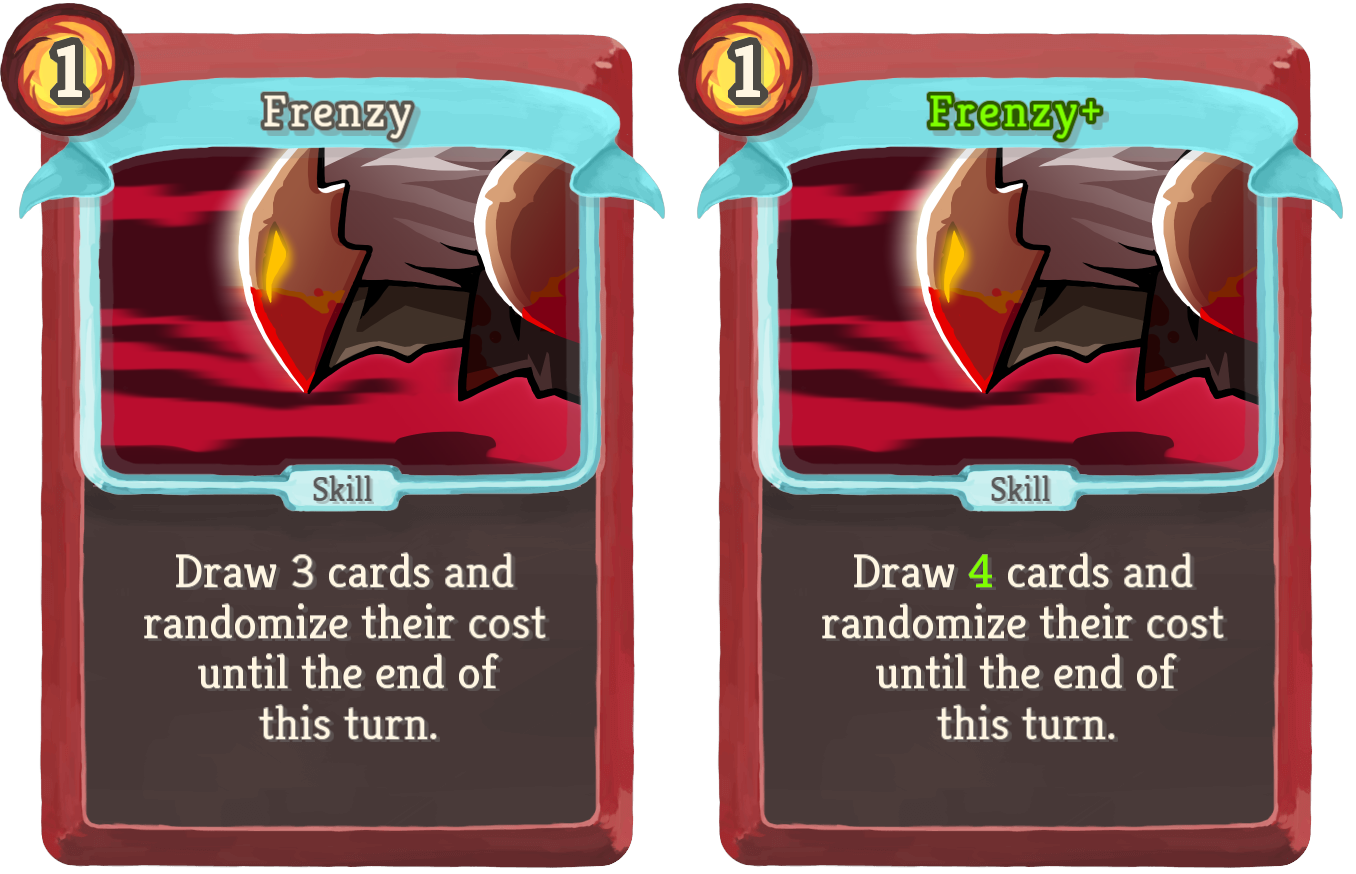 1
Frenzy
Skill
Draw 3 cards and
randomize their cost
until the end of
this turn.
1
Frenzy+
Skill
Draw 4 cards and
randomize their cost
until the end of
this turn.